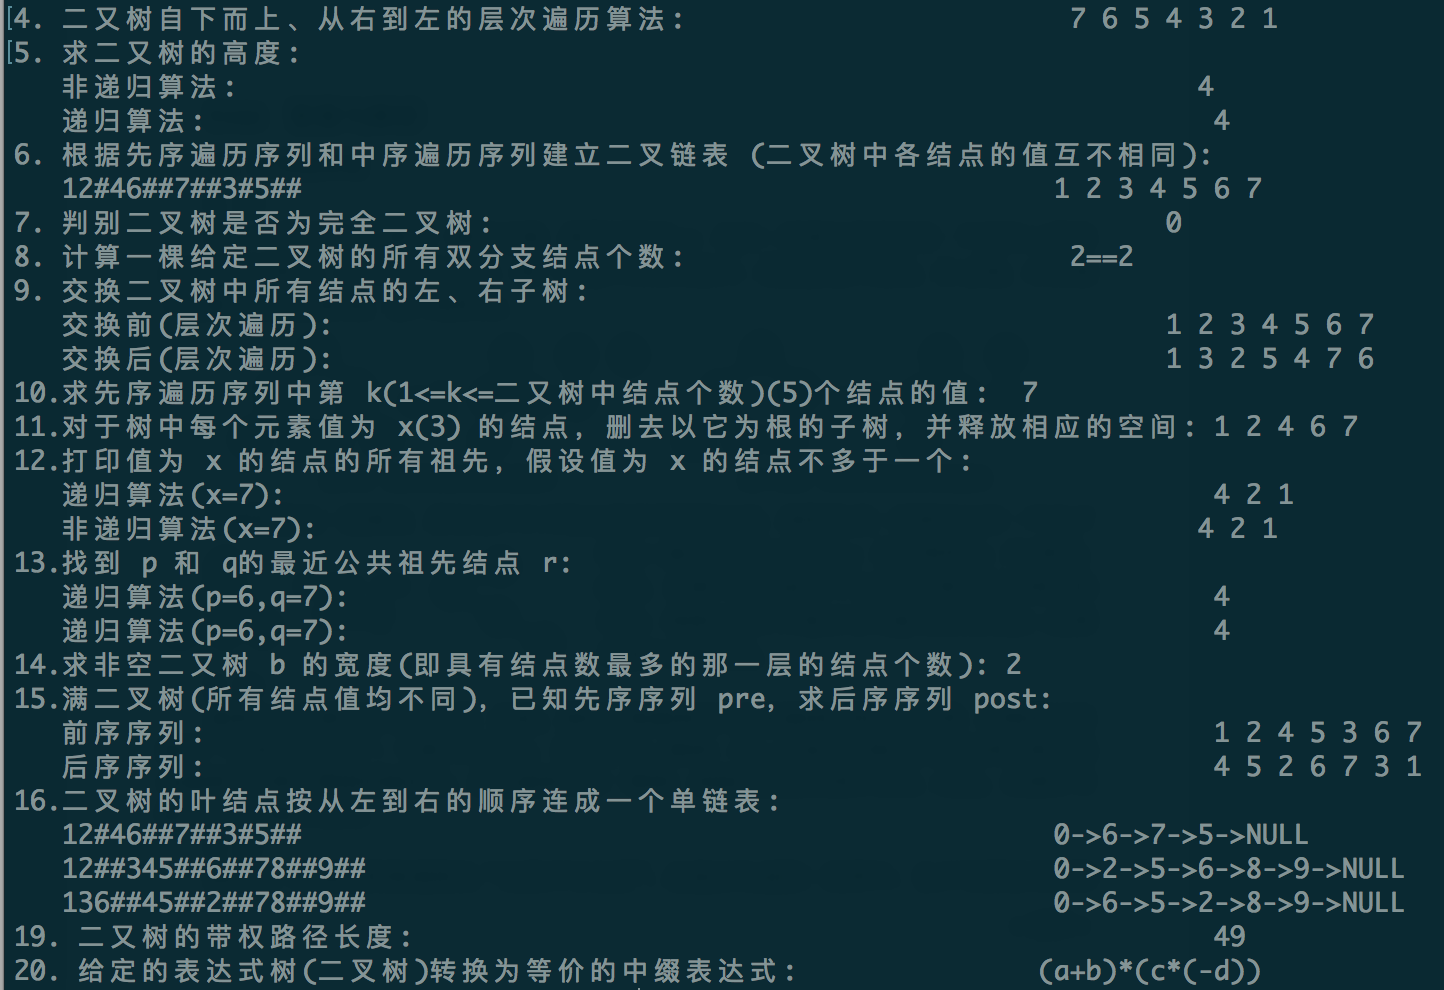 [4. 二叉树自下而上、从右到左的层次遍历算法: 7 6 5 4 3 2 1
[5. 求二叉树的高度:
非递归算法: 4
递归算法: 4
6. 根据先序遍历序列和中序遍历序列建立二叉链表 (二叉树中各结点的值互不相同):
12#46##7##3#5## 1 2 3 4 5 6 7
7. 判别二叉树是否为完全二叉树: 0
8. 计算一棵给定二叉树的所有双分支结点个数: 2==2
9. 交换二叉树中所有结点的左、右子树:
交换前(层次遍历): 1 2 3 4 5 6 7
交换后(层次遍历): 1 3 2 5 4 7 6
10.求先序遍历序列中第 k(1<=k<=二叉树中结点个数)(5)个结点的值: 7
11.对于树中每个元素值为 x(3) 的结点, 删去以它为根的子树, 并释放相应的空间: 1 2 4 6 7
12.打印值为 x 的结点的所有祖先, 假设值为 x 的结点不多于一个:
递归算法(x=7): 4 2 1
非递归算法(x=7): 4 2 1
13.找到 p 和 q的最近公共祖先结点 r:
递归算法(p=6,q=7): 4
递归算法(p=6,q=7): 4
14.求非空二叉树 b 的宽度(即具有结点数最多的那一层的结点个数): 2
15.满二叉树(所有结点值均不同), 已知先序序列 pre, 求后序序列 post:
前序序列: 1 2 4 5 3 6 7
后序序列: 4 5 2 6 7 3 1
16.二叉树的叶结点按从左到右的顺序连成一个单链表:
12#46##7##3#5## 0->6->7->5->NULL
12##345##6##78##9## 0->2->5->6->8->9->NULL
136##45##2##78##9## 0->6->5->2->8->9->NULL
19. 二叉树的带权路径长度: 49
20. 给定的表达式树(二叉树)转换为等价的中缀表达式: (a+b)*(c*(-d))